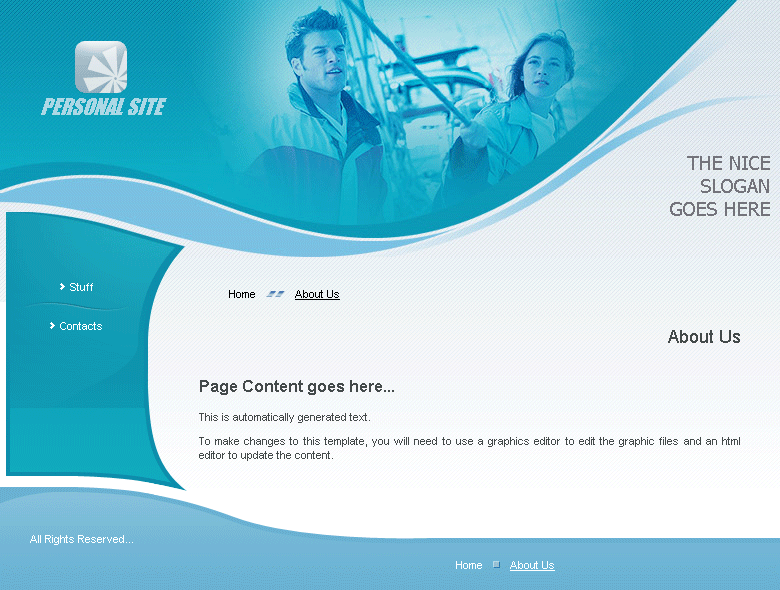 PERSONAL SITE
THE NICE
SLOGAN
GOES HERE
Stuff
Contacts
Home About Us
About Us
Page Content goes here...
This is automatically generated text.
To make changes to this template, you will need to use a graphics editor to edit the graphic files and an html
editor to update the content.
All Rights Reserved...
Home About Us